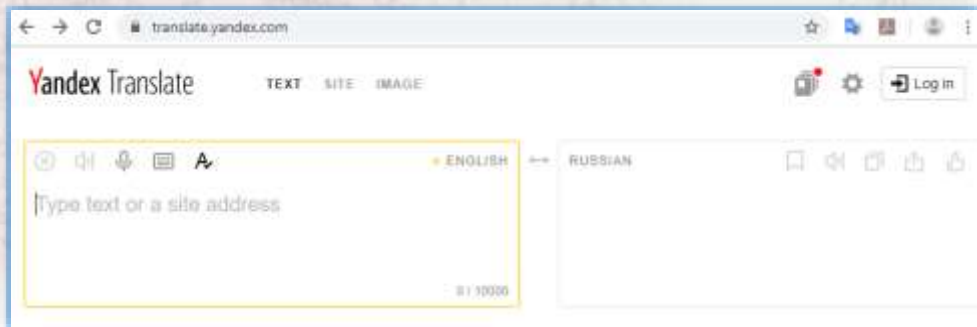 translate.yandex.com
Yandex Translate TEXT SITE IMAGE Log in
ENGLISH RUSSIAN
Type text or a site address
0 / 10000